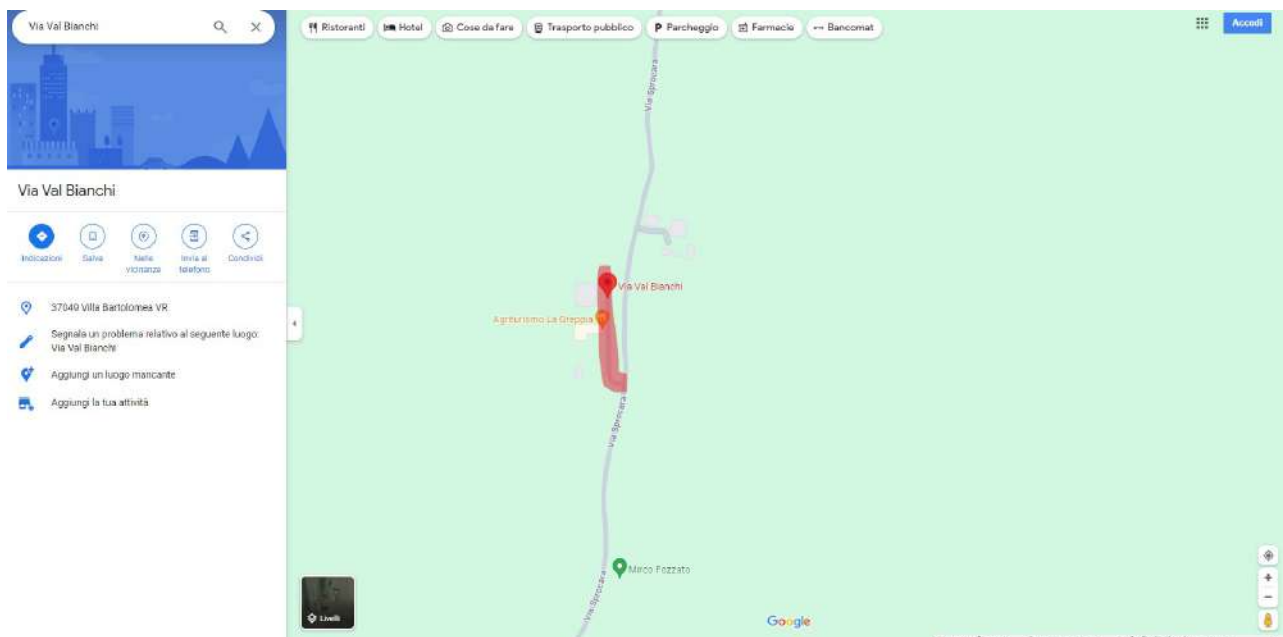 Via Val Bianchi
Ristoranti
Hotel
Cose da fare
Trasporto pubblico
Parcheggio
Farmacie
Bancomat
Accedi
Via Val Bianchi
Indicazioni
Salva
Nelle
vicinanze
Invia al
telefono
Condividi
37049 Villa Bartolomea VR
Segnala un problema relativo al seguente luogo:
Via Val Bianchi
Aggiungi un luogo mancante
Aggiungi la tua attività
Via Sprocara
Via Val Bianchi
Agriturismo La Greppia
Via Sprocara
Mirco Pozzato
Via Sprocara
Livelli
Google